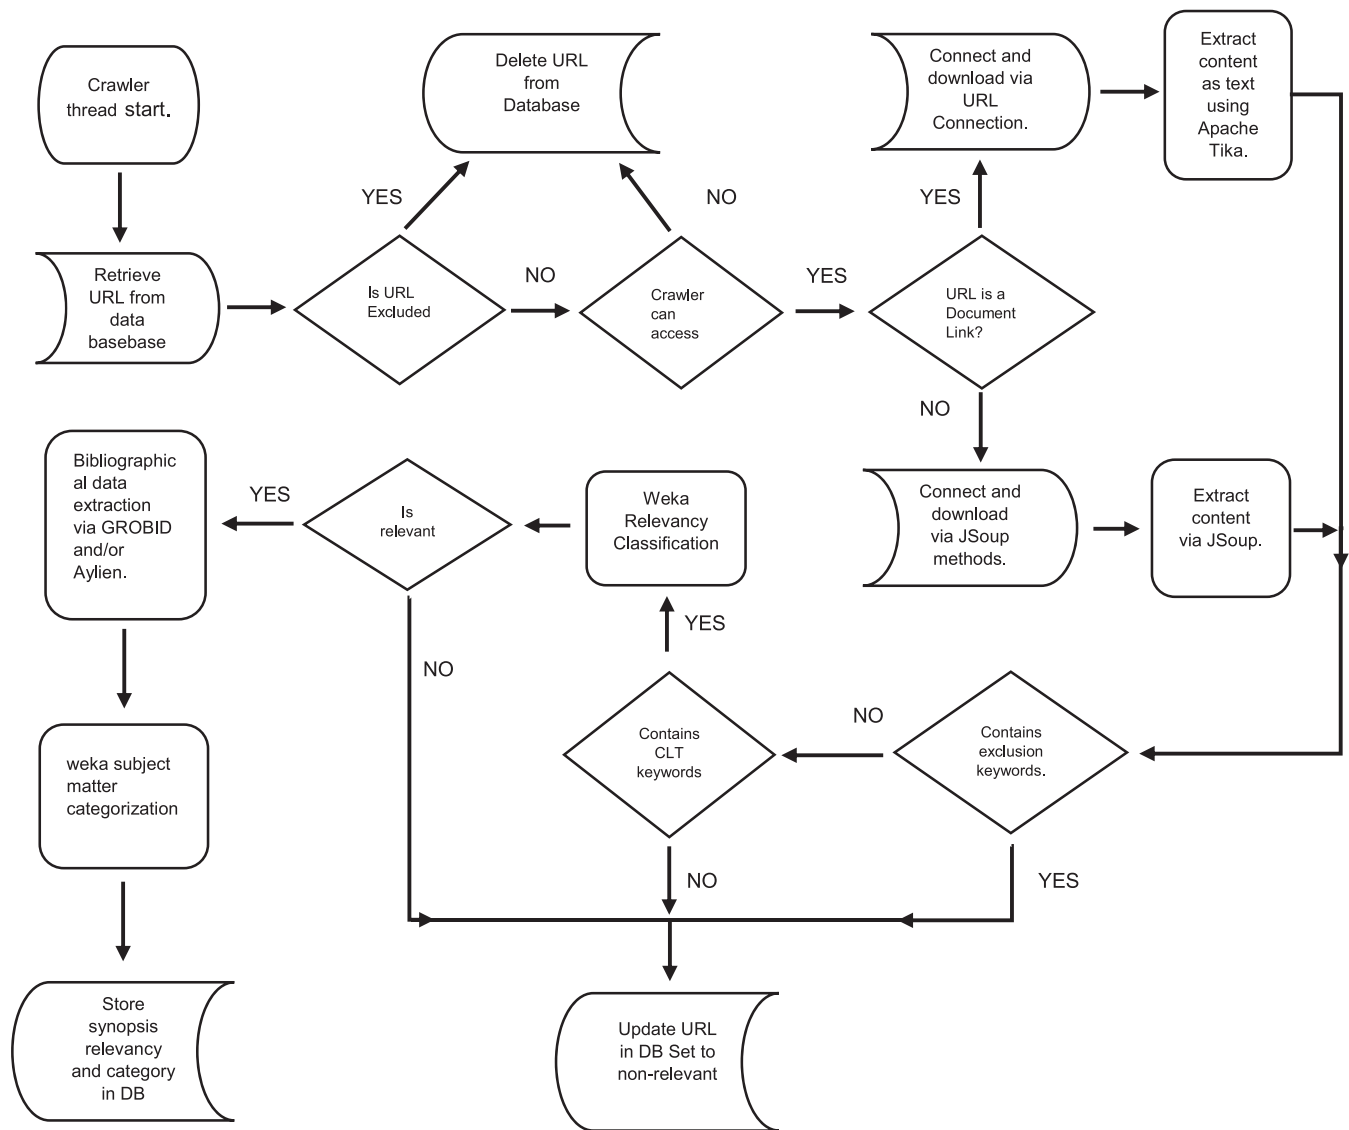 Crawler
thread start.
Delete URL
from
Database
Connect and
download via
URL
Connection.
Extract
content
as text
using
Apache
Tika.
YES
NO
YES
Retrieve
URL from
data
basebase
Is URL
Excluded
NO
Crawler
can
access
YES
URL is a
Document
Link?
NO
Bibliographic
al data
extraction
via GROBID
and/or
Aylien.
YES
Is
relevant
Weka
Relevancy
Classification
Connect and
download
via JSoup
methods.
Extract
content
via JSoup.
YES
NO
weka subject
matter
categorization
Contains
CLT
keywords
NO
Contains
exclusion
keywords.
NO
YES
Store
synopsis
relevancy
and category
in DB
Update URL
in DB Set to
non-relevant